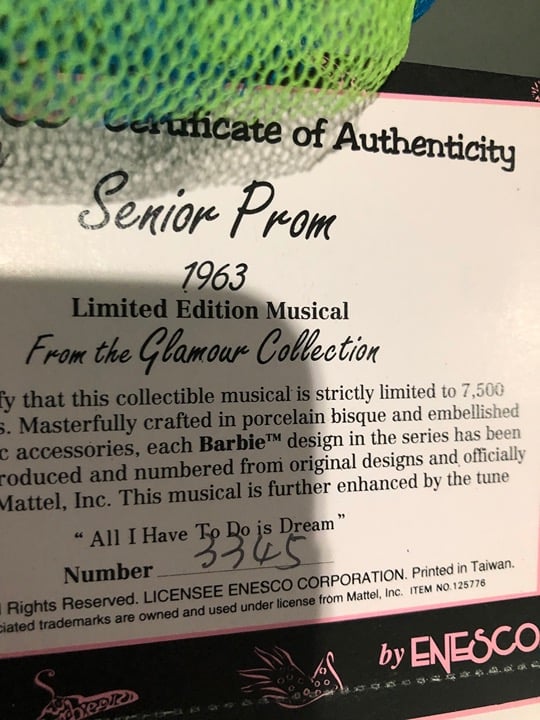 Certificate of Authenticity
Senior Prom
1963
Limited Edition Musical
From the Glamour Collection
fy that this collectible musical is strictly limited to 7,500
s. Masterfully crafted in porcelain bisque and embellished
c accessories, each Barbie™ design in the series has been
roduced and numbered from original designs and officially
Mattel, Inc. This musical is further enhanced by the tune
“ All I Have To Do is Dream”
Number 3345
l Rights Reserved. LICENSEE ENESCO CORPORATION. Printed in Taiwan.
ciated trademarks are owned and used under license from Mattel, Inc. ITEM NO.125776
by ENESCO